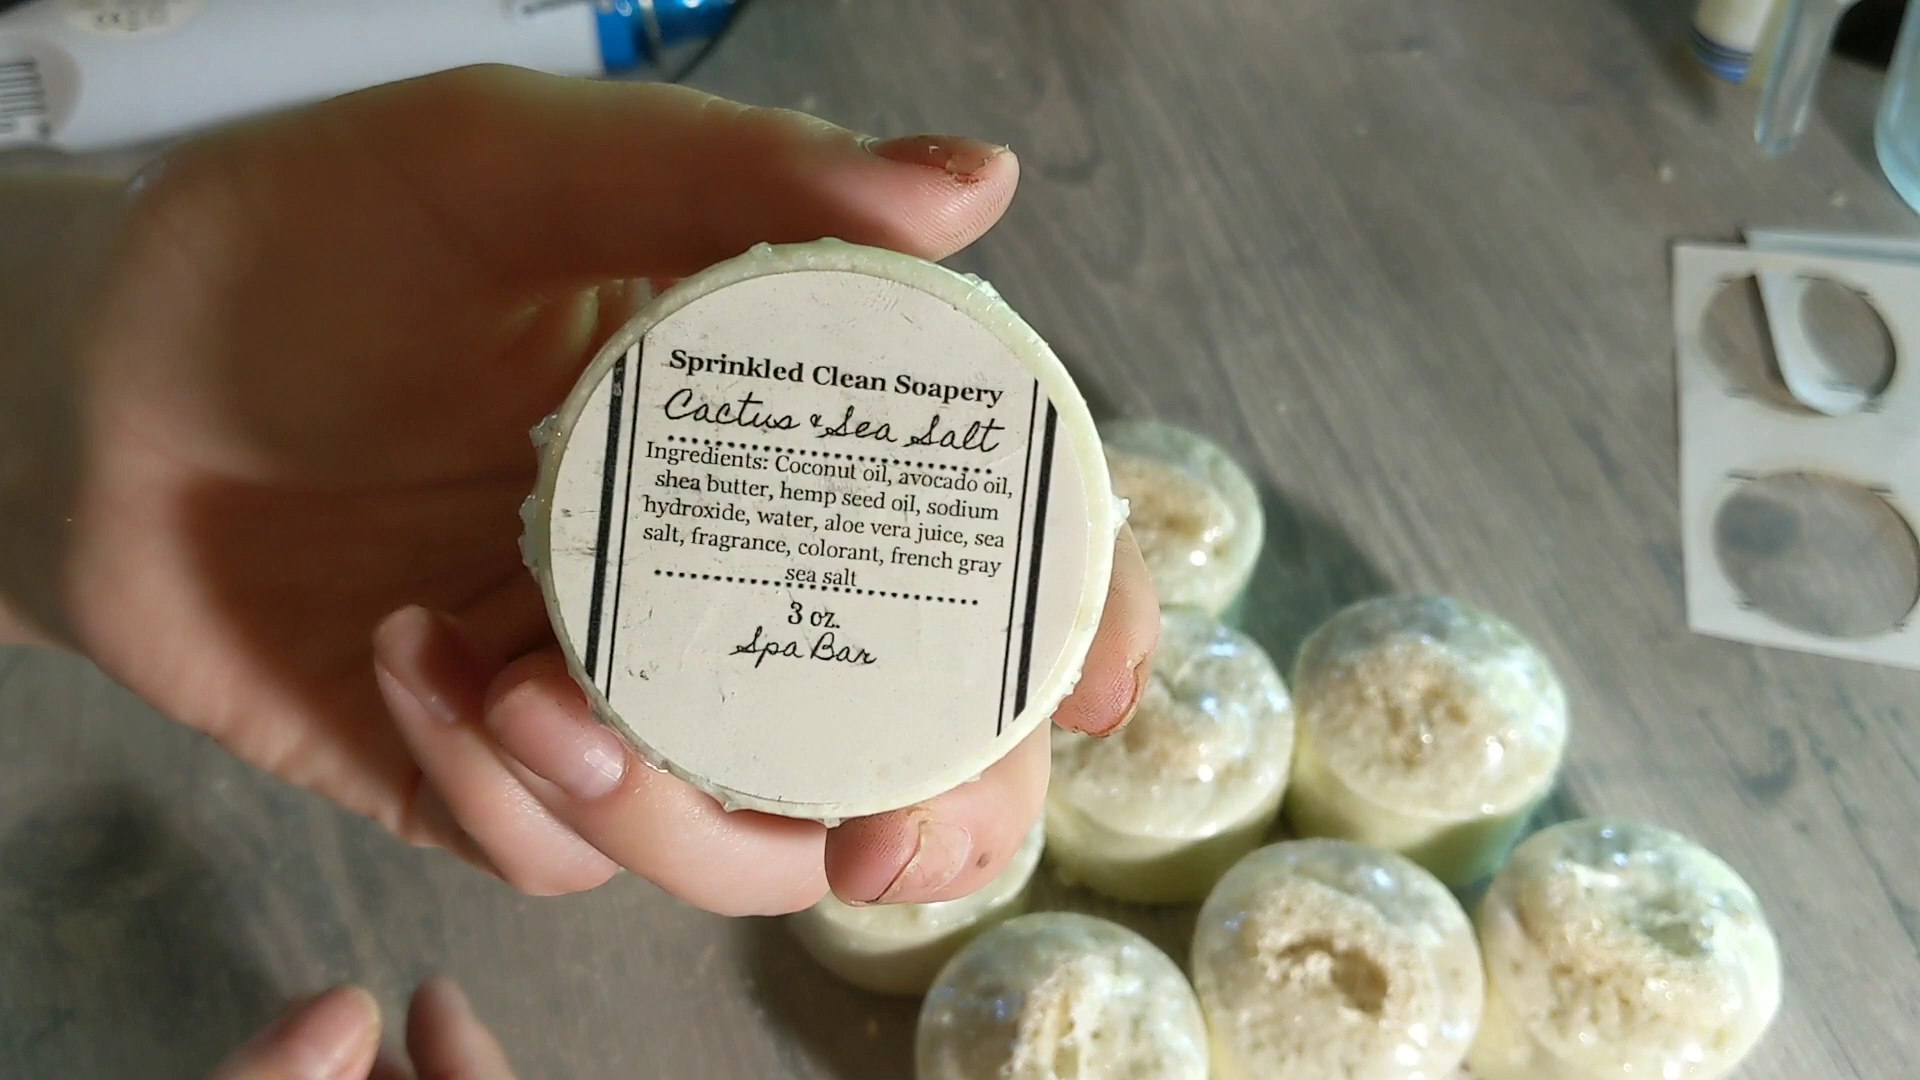 Sprinkled Clean Soapery
Cactus & Sea Salt
Ingredients: Coconut oil, avocado oil,
shea butter, hemp seed oil, sodium
hydroxide, water, aloe vera juice, sea
salt, fragrance, colorant, french gray
sea salt
3 oz.
Spa Bar